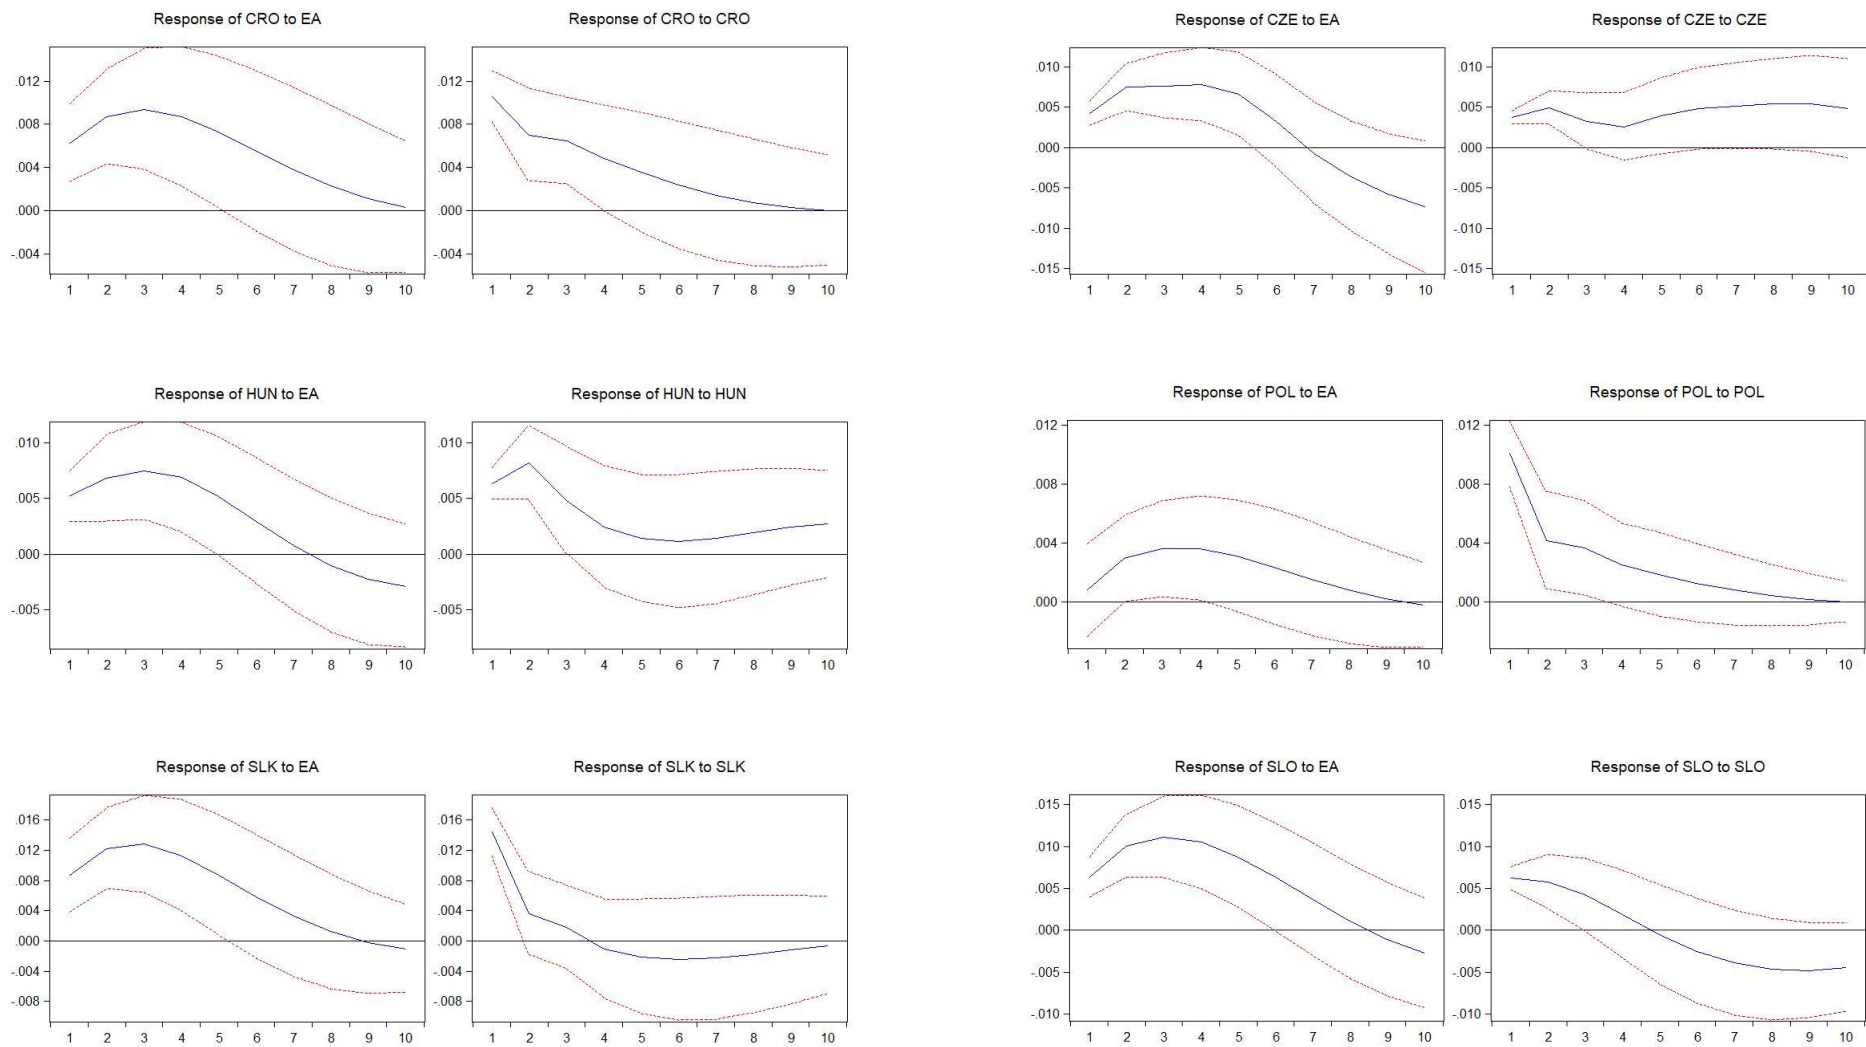 Response of CRO to EA
.012
.008
.004
.000
-.004
1 2 3 4 5 6 7 8 9 10
Response of CRO to CRO
.012
.008
.004
.000
-.004
1 2 3 4 5 6 7 8 9 10
Response of CZE to EA
.010
.005
.000
-.005
-.010
-.015
1 2 3 4 5 6 7 8 9 10
Response of CZE to CZE
.010
.005
.000
-.005
-.010
-.015
1 2 3 4 5 6 7 8 9 10
Response of HUN to EA
.010
.005
.000
-.005
1 2 3 4 5 6 7 8 9 10
Response of HUN to HUN
.010
.005
.000
-.005
1 2 3 4 5 6 7 8 9 10
Response of POL to EA
.012
.008
.004
.000
1 2 3 4 5 6 7 8 9 10
Response of POL to POL
.012
.008
.004
.000
1 2 3 4 5 6 7 8 9 10
Response of SLK to EA
.016
.012
.008
.004
.000
-.004
-.008
1 2 3 4 5 6 7 8 9 10
Response of SLK to SLK
.016
.012
.008
.004
.000
-.004
-.008
1 2 3 4 5 6 7 8 9 10
Response of SLO to EA
.015
.010
.005
.000
-.005
-.010
1 2 3 4 5 6 7 8 9 10
Response of SLO to SLO
.015
.010
.005
.000
-.005
-.010
1 2 3 4 5 6 7 8 9 10